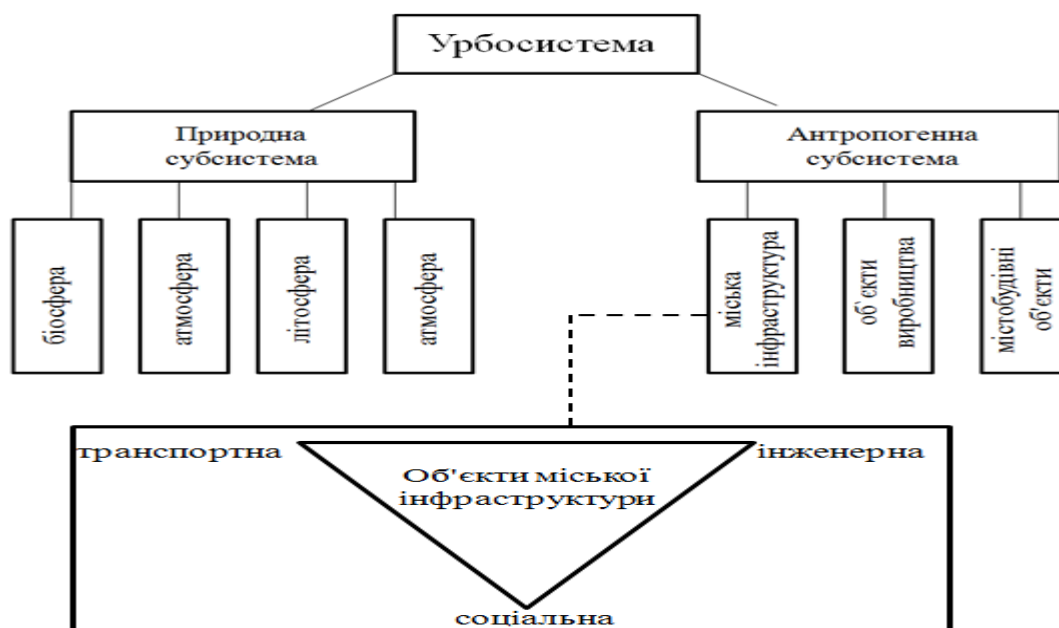 Урбосистема
Природна
субсистема
Антропогенна
субсистема
біосфера
атмосфера
літосфера
атмосфера
міська
інфраструктура
об`єкти
виробництва
містобудівні
об'єкти
транспортна
інженерна
Об'єкти міської
інфраструктури
соціальна